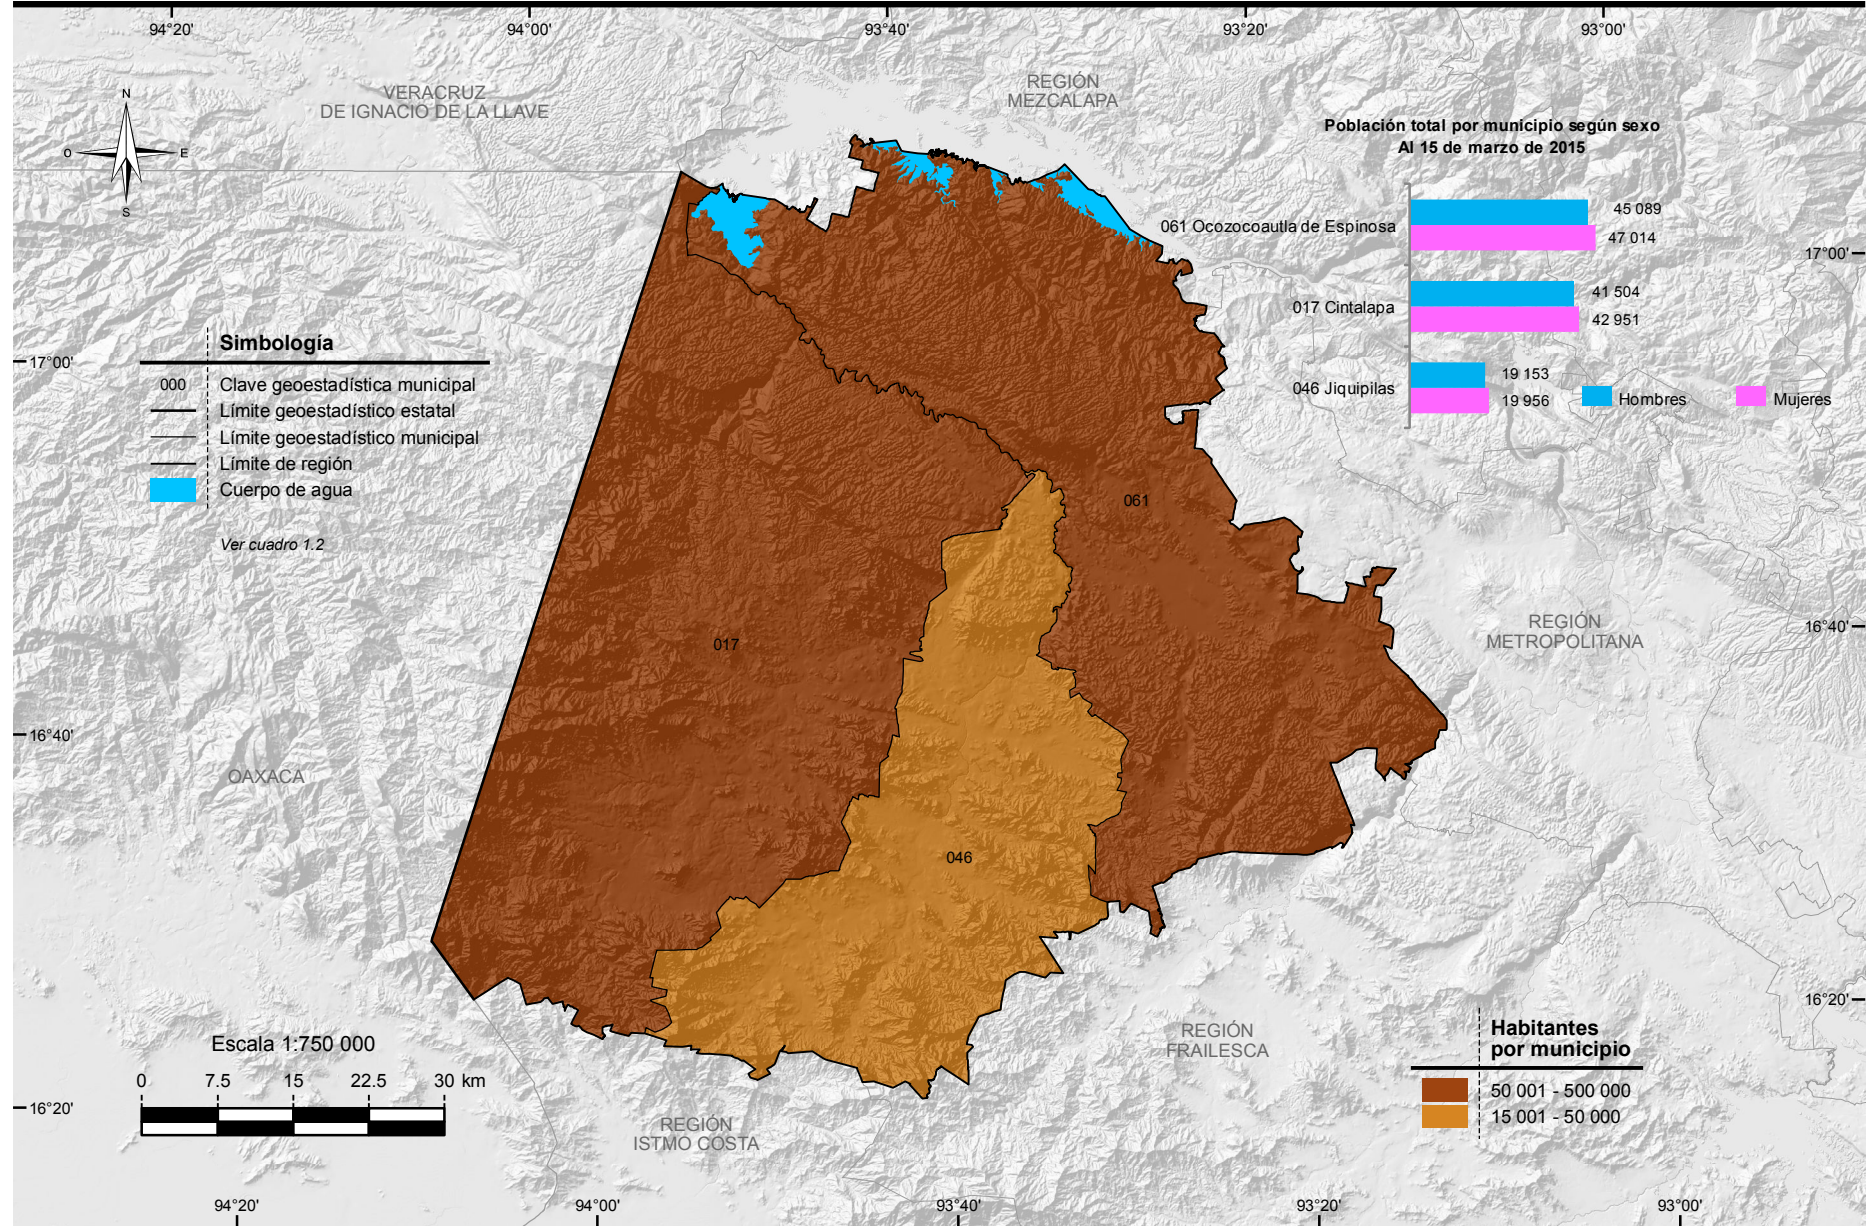 94°20'
94°00'
93°40'
93°20'
93°00'
VERACRUZ
DE IGNACIO DE LA LLAVE
REGIÓN
MEZCALAPA
N
O
E
S
Población total por municipio según sexo
Al 15 de marzo de 2015
061 Ocozocoautla de Espinosa
45 089
47 014
017 Cintalapa
41 504
42 951
046 Jiquipilas
19 153
19 956
Hombres
Mujeres
17°00'
17°00'
Simbología
000 Clave geoestadística municipal
Límite geoestadístico estatal
Límite geoestadístico municipal
Límite de región
Cuerpo de agua
Ver cuadro 1.2
061
017
046
REGIÓN
METROPOLITANA
16°40'
16°40'
OAXACA
16°20'
16°20'
REGIÓN
FRAILESCA
REGIÓN
ISTMO COSTA
Escala 1:750 000
0 7.5 15 22.5 30 km
Habitantes
por municipio
50 001 - 500 000
15 001 - 50 000
94°20'
94°00'
93°40'
93°20'
93°00'